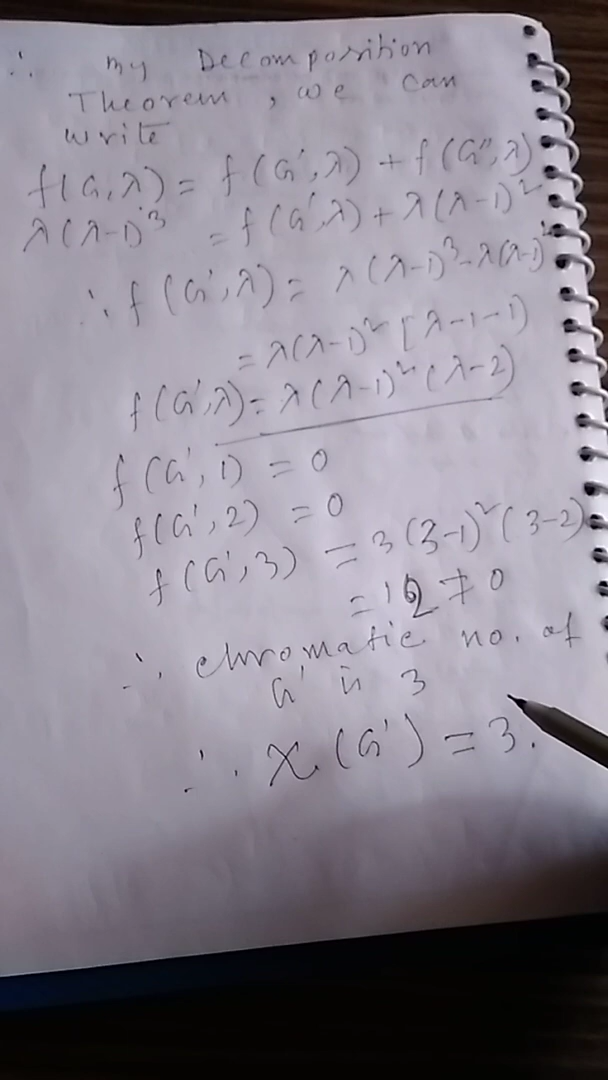 ∴ my Decomposition
Theorem, we can
write
f(G,λ) = f(G',λ) + f(G'',λ)
λ(λ-1)³ = f(G',λ) + λ(λ-1)²
∴ f(G',λ) = λ(λ-1)³-λ(λ-1)²
= λ(λ-1)² [λ-1-1)
f(G',λ) = λ(λ-1)² (λ-2)
f(G',1) = 0
f(G',2) = 0
f(G',3) = 3(3-1)² (3-2)
= 12 ≠ 0
∴ chromatic no. of
G' is 3
∴ χ(G') = 3.